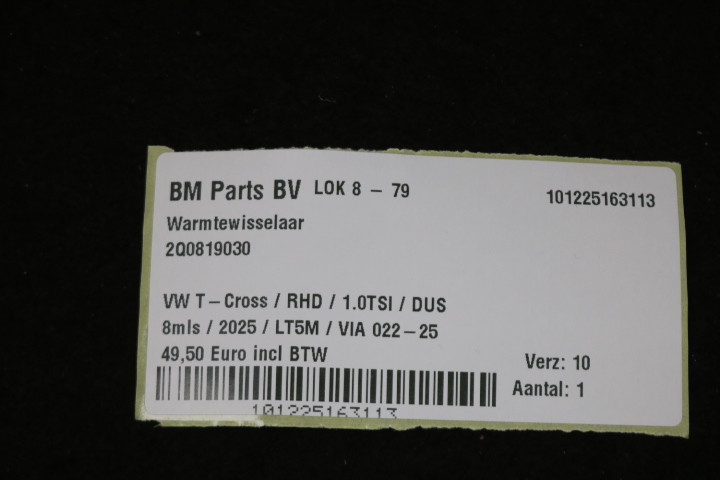 BM Parts BV LOK 8 - 79
101225163113
Warmtewisselaar
2Q0819030
VW T-Cross / RHD / 1.0TSI / DUS
8mls / 2025 / LT5M / VIA 022-25
49,50 Euro incl BTW
Verz: 10
Aantal: 1
101225163113